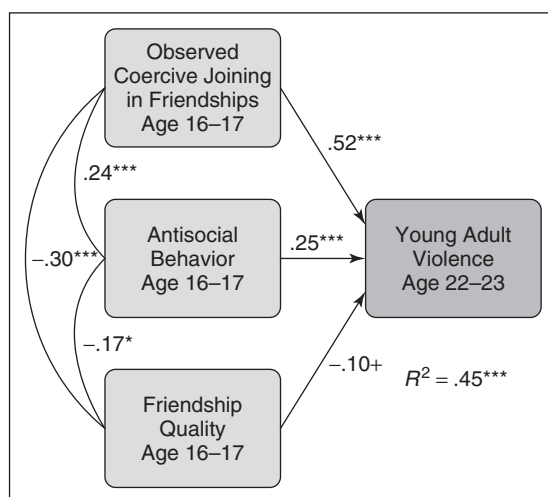 Observed
Coercive Joining
in Friendships
Age 16–17
.52***
.24***
Antisocial
Behavior
Age 16–17
.25***
Young Adult
Violence
Age 22–23
–.30***
–.17*
–.10+
R² = .45***
Friendship
Quality
Age 16–17